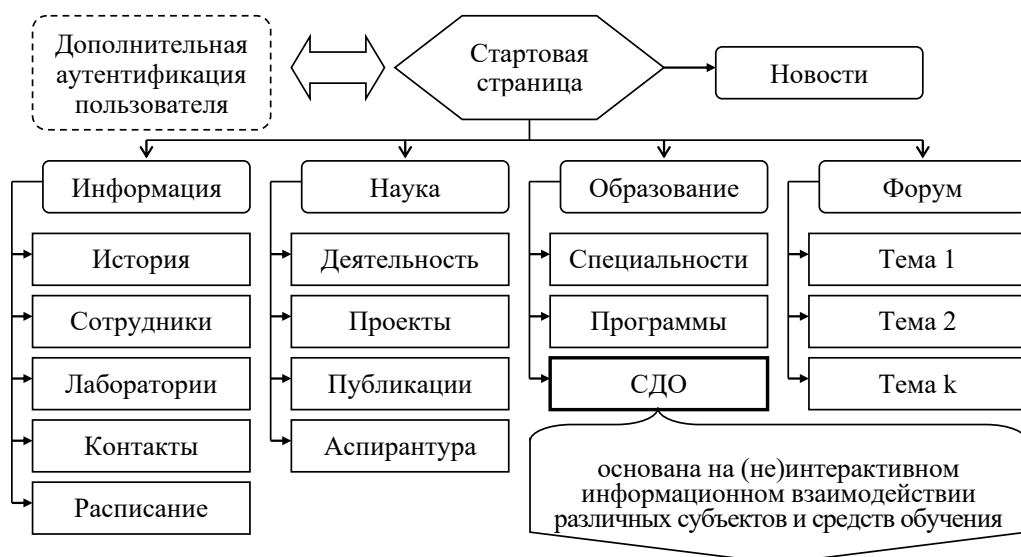 Дополнительная
аутентификация
пользователя
Стартовая
страница
Новости
Информация
История
Сотрудники
Лаборатории
Контакты
Расписание
Наука
Деятельность
Проекты
Публикации
Аспирантура
Образование
Специальности
Программы
СДО
основана на (не)интерактивном
информационном взаимодействии
различных субъектов и средств обучения
Форум
Тема 1
Тема 2
Тема k